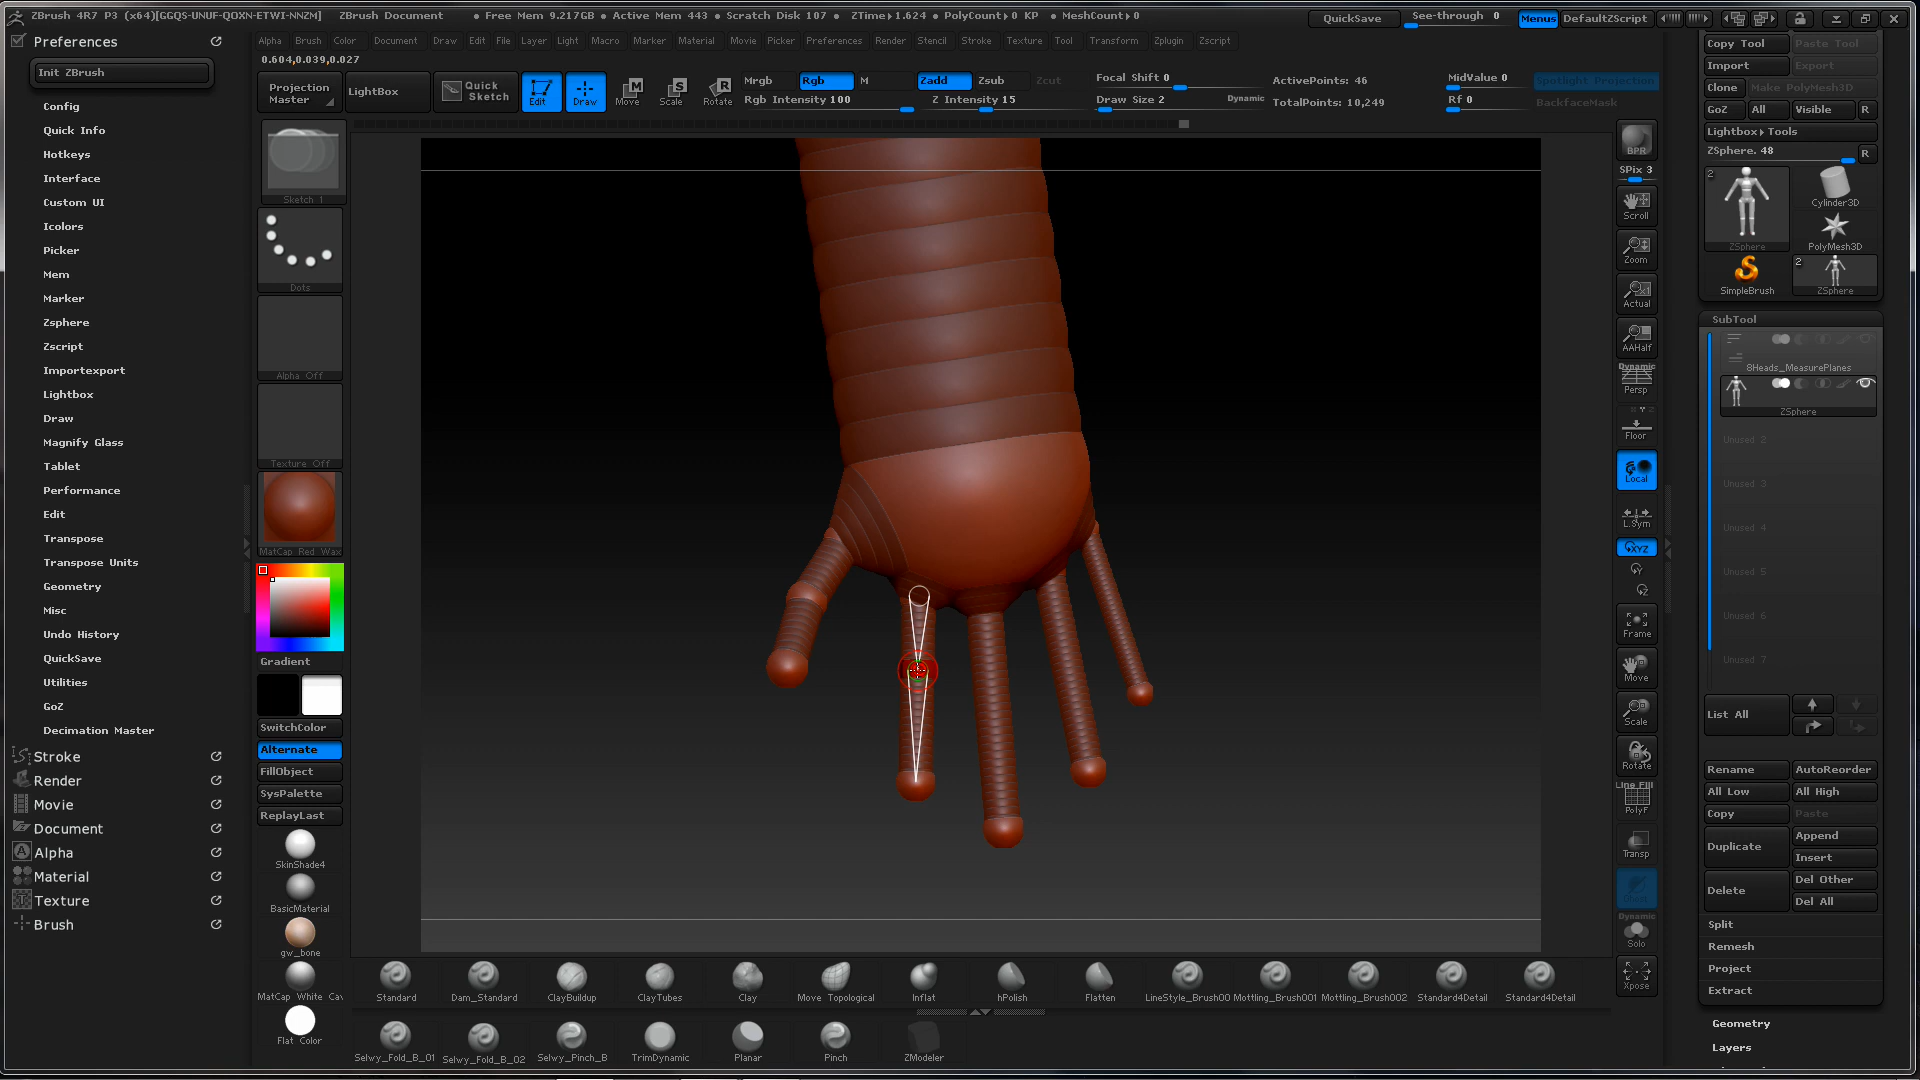 ZBrush 4R7 P3 (x64)[GGQS-UNUF-QOXN-ETWI-NNZM] ZBrush Document • Free Mem 9.217GB • Active Mem 443 • Scratch Disk 107 • ZTime▸1.624 • PolyCount▸0 KP • MeshCount▸0 QuickSave See-through 0 Menus DefaultZScript
Preferences
Alpha Brush Color Document Draw Edit File Layer Light Macro Marker Material Movie Picker Preferences Render Stencil Stroke Texture Tool Transform Zplugin Zscript
0.604,0.039,0.027
Init ZBrush
Config
Quick Info
Hotkeys
Interface
Custom UI
Icolors
Picker
Mem
Marker
Zsphere
Zscript
Importexport
Lightbox
Draw
Magnify Glass
Tablet
Performance
Edit
Transpose
Transpose Units
Geometry
Misc
Undo History
QuickSave
Utilities
GoZ
Decimation Master
Stroke
Render
Movie
Document
Alpha
Material
Texture
Brush
Projection Master
LightBox
Quick Sketch
Edit
Draw
Move
Scale
Rotate
Mrgb Rgb M Zadd Zsub Zcut
Rgb Intensity 100 Z Intensity 15
Focal Shift 0
Draw Size 2 Dynamic
ActivePoints: 46
TotalPoints: 10,249
MidValue 0
Rf 0
Spotlight Projection
BackfaceMask
Sketch 1
Dots
Alpha Off
Texture Off
MatCap Red Wax
Gradient
SwitchColor
Alternate
FillObject
SysPalette
ReplayLast
SkinShade4
BasicMaterial
gw_bone
MatCap White Cav
Flat Color
Standard Dam_Standard ClayBuildup ClayTubes Clay Move Topological Inflat hPolish Flatten LineStyle_Brush00 Mottling_Brush001 Mottling_Brush002 Standard4Detail Standard4Detail
Selwy_Fold_B_01 Selwy_Fold_B_02 Selwy_Pinch_B TrimDynamic Planar Pinch ZModeler
BPR
SPix 3
Scroll
Zoom
Actual
AAHalf
Dynamic
Persp
Floor
Local
L.Sym
XYZ
Y
Z
Frame
Move
Scale
Rotate
Line Fill
PolyF
Transp
Ghost
Dynamic
Solo
Xpose
Copy Tool Paste Tool
Import Export
Clone Make PolyMesh3D
GoZ All Visible R
Lightbox▸Tools
ZSphere. 48 R
2
ZSphere
Cylinder3D
PolyMesh3D
SimpleBrush
2
ZSphere
SubTool
8Heads_MeasurePlanes
ZSphere
Unused 2
Unused 3
Unused 4
Unused 5
Unused 6
Unused 7
List All
Rename AutoReorder
All Low All High
Copy Paste
Duplicate Append
Insert
Delete Del Other
Del All
Split
Remesh
Project
Extract
Geometry
Layers